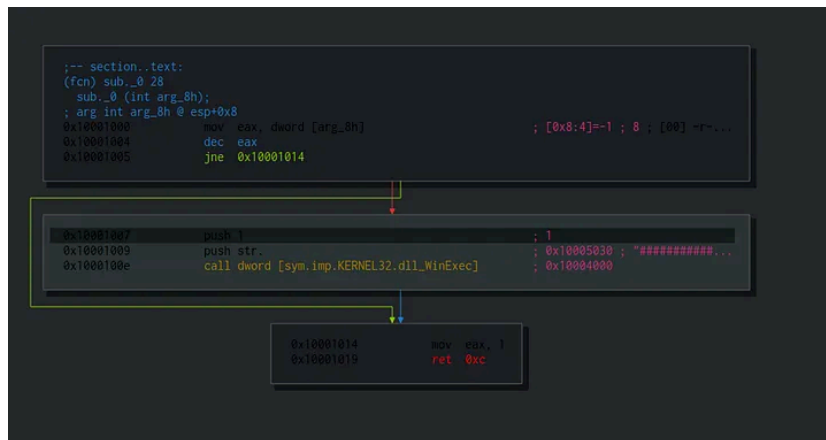 ;-- section..text:
(fcn) sub._0 28
sub._0 (int arg_8h);
; arg int arg_8h @ esp+0x8
0x10001000 mov eax, dword [arg_8h] ; [0x8:4]=-1 ; 8 ; [00] ~r-...
0x10001004 dec eax
0x10001005 jne 0x10001014
0x10001007 push 1 ; 1
0x10001009 push str. ; 0x10005030 ; "###########...
0x1000100e call dword [sym.imp.KERNEL32.dll_WinExec] ; 0x10004000
0x10001014 mov eax, 1
0x10001019 ret 0xc